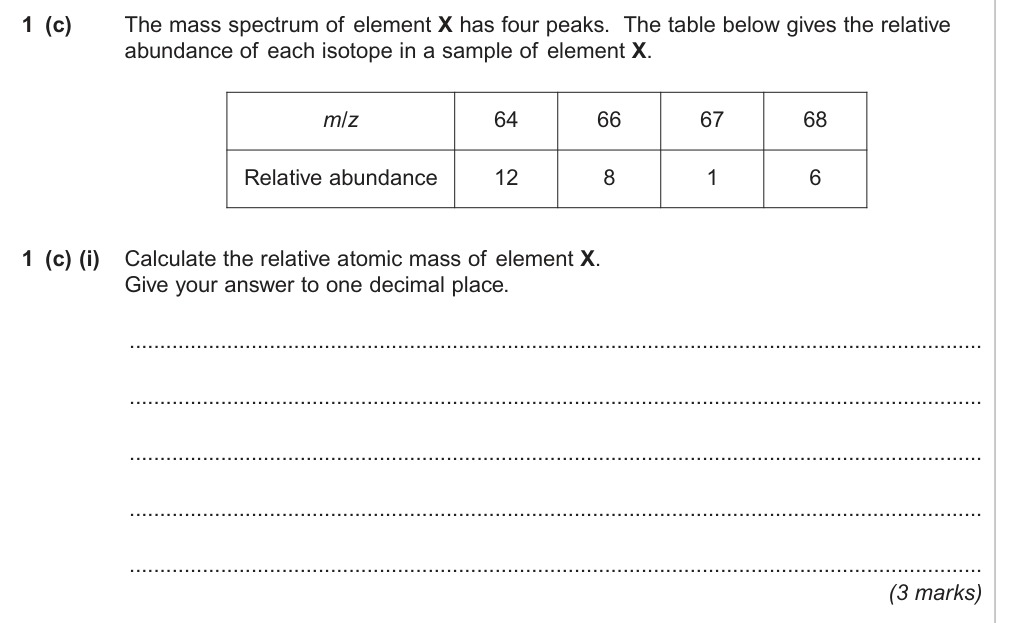 1 (c) The mass spectrum of element X has four peaks. The table below gives the relative
abundance of each isotope in a sample of element X.
m/z 64 66 67 68
Relative abundance 12 8 1 6
1 (c) (i) Calculate the relative atomic mass of element X.
Give your answer to one decimal place.
(3 marks)